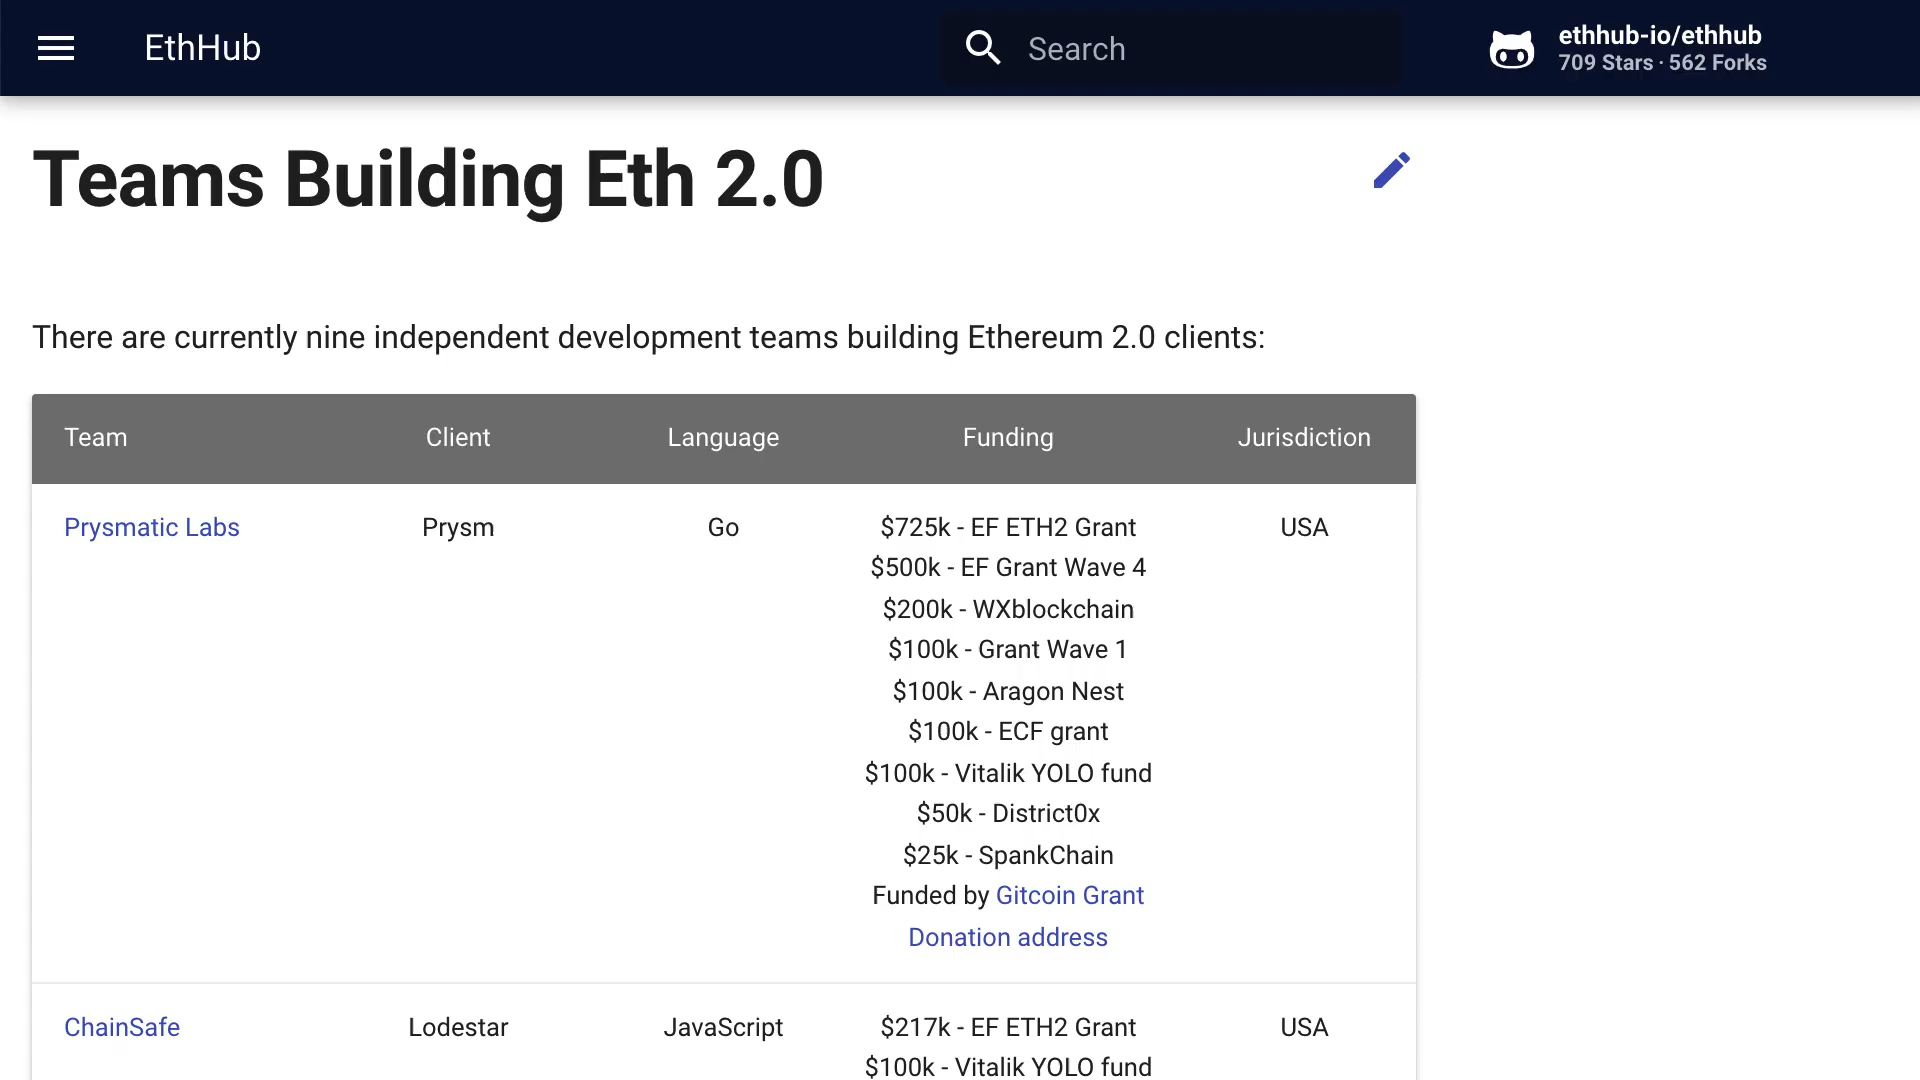 EthHub
Search
ethhub-io/ethhub
709 Stars · 562 Forks
Teams Building Eth 2.0
There are currently nine independent development teams building Ethereum 2.0 clients:
Team Client Language Funding Jurisdiction
Prysmatic Labs Prysm Go $725k - EF ETH2 Grant USA
$500k - EF Grant Wave 4
$200k - WXblockchain
$100k - Grant Wave 1
$100k - Aragon Nest
$100k - ECF grant
$100k - Vitalik YOLO fund
$50k - District0x
$25k - SpankChain
Funded by Gitcoin Grant
Donation address
ChainSafe Lodestar JavaScript $217k - EF ETH2 Grant USA
$100k - Vitalik YOLO fund